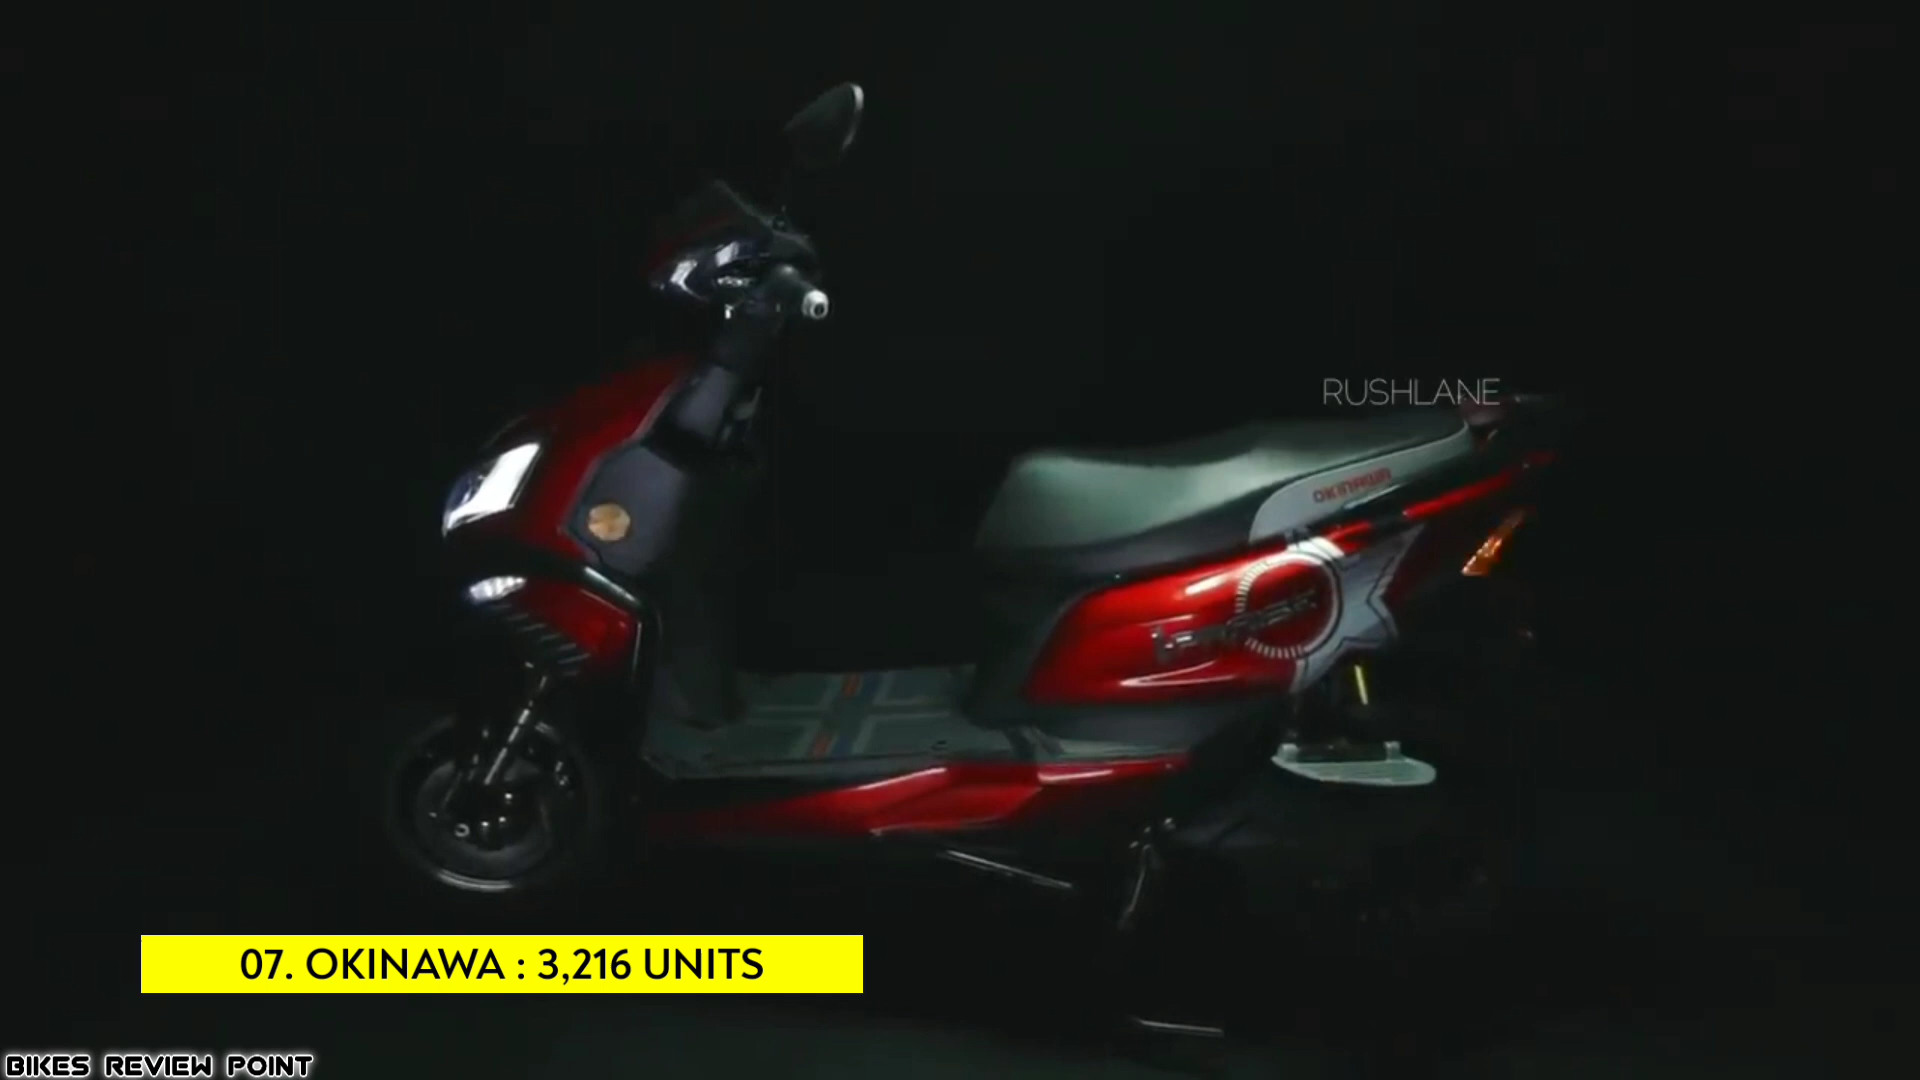 RUSHLANE
OKINAWA
07. OKINAWA : 3,216 UNITS
BIKES REVIEW POINT